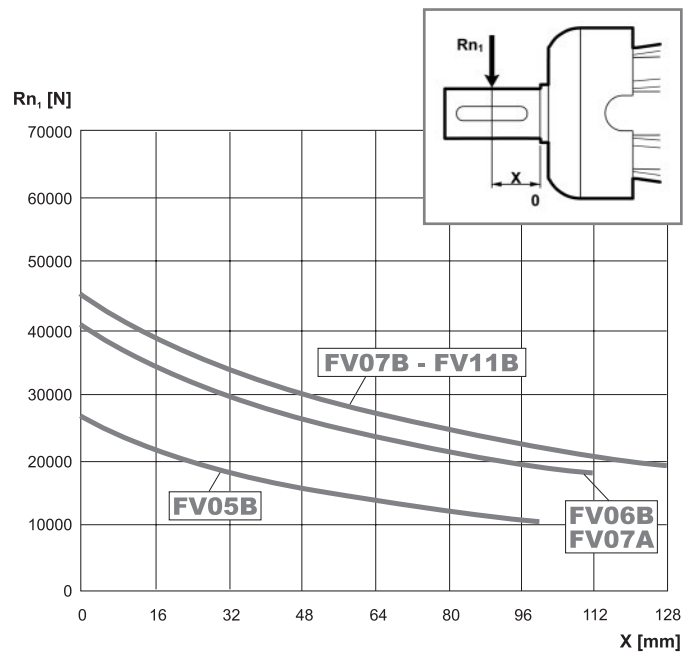 Rn₁
X
0
Rn₁ [N]
70000
60000
50000
40000
30000
20000
10000
0
FV07B - FV11B
FV05B
FV06B
FV07A
0 16 32 48 64 80 96 112 128
X [mm]